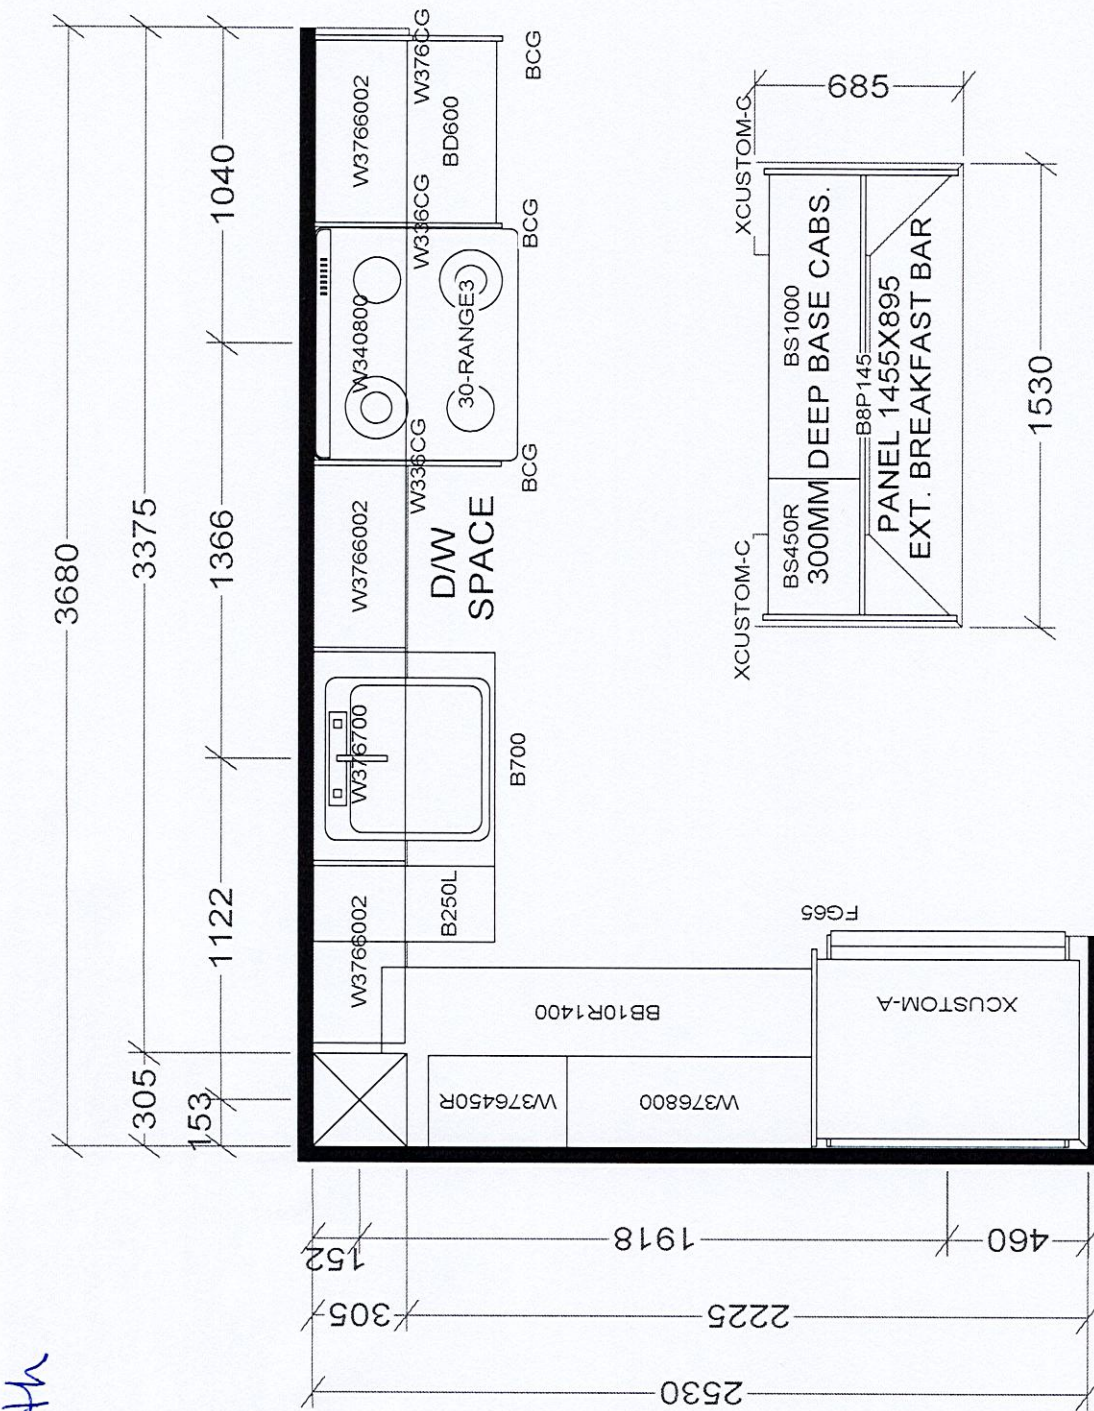 3680
3375
305
1122
1366
1040
153
W3766002
W376700
W3766002
W340800
W3766002
W376CG
W336CG
W336CG
B250L
B700
D/W
SPACE
30-RANGE3
BD600
BCG
BCG
BCG
152
1918
460
305
2225
2530
W376450R
W376800
BB10R1400
XCUSTOM-A
FG65
XCUSTOM-C
XCUSTOM-C
BS450R
BS1000
300MM DEEP BASE CABS.
B8P145
PANEL 1455X895
EXT. BREAKFAST BAR
685
1530